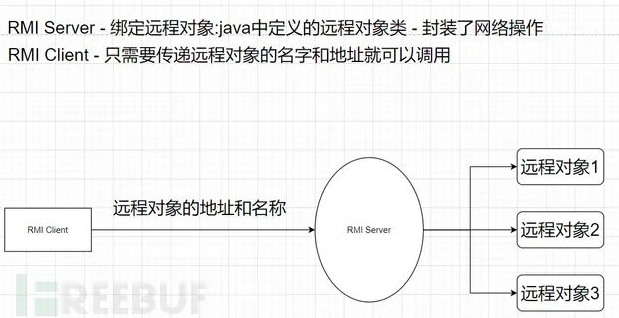 RMI Server - 绑定远程对象:java中定义的远程对象类 - 封装了网络操作
RMI Client - 只需要传递远程对象的名字和地址就可以调用
远程对象1
远程对象的地址和名称
RMI Client
RMI Server
远程对象2
远程对象3
FREEBUF